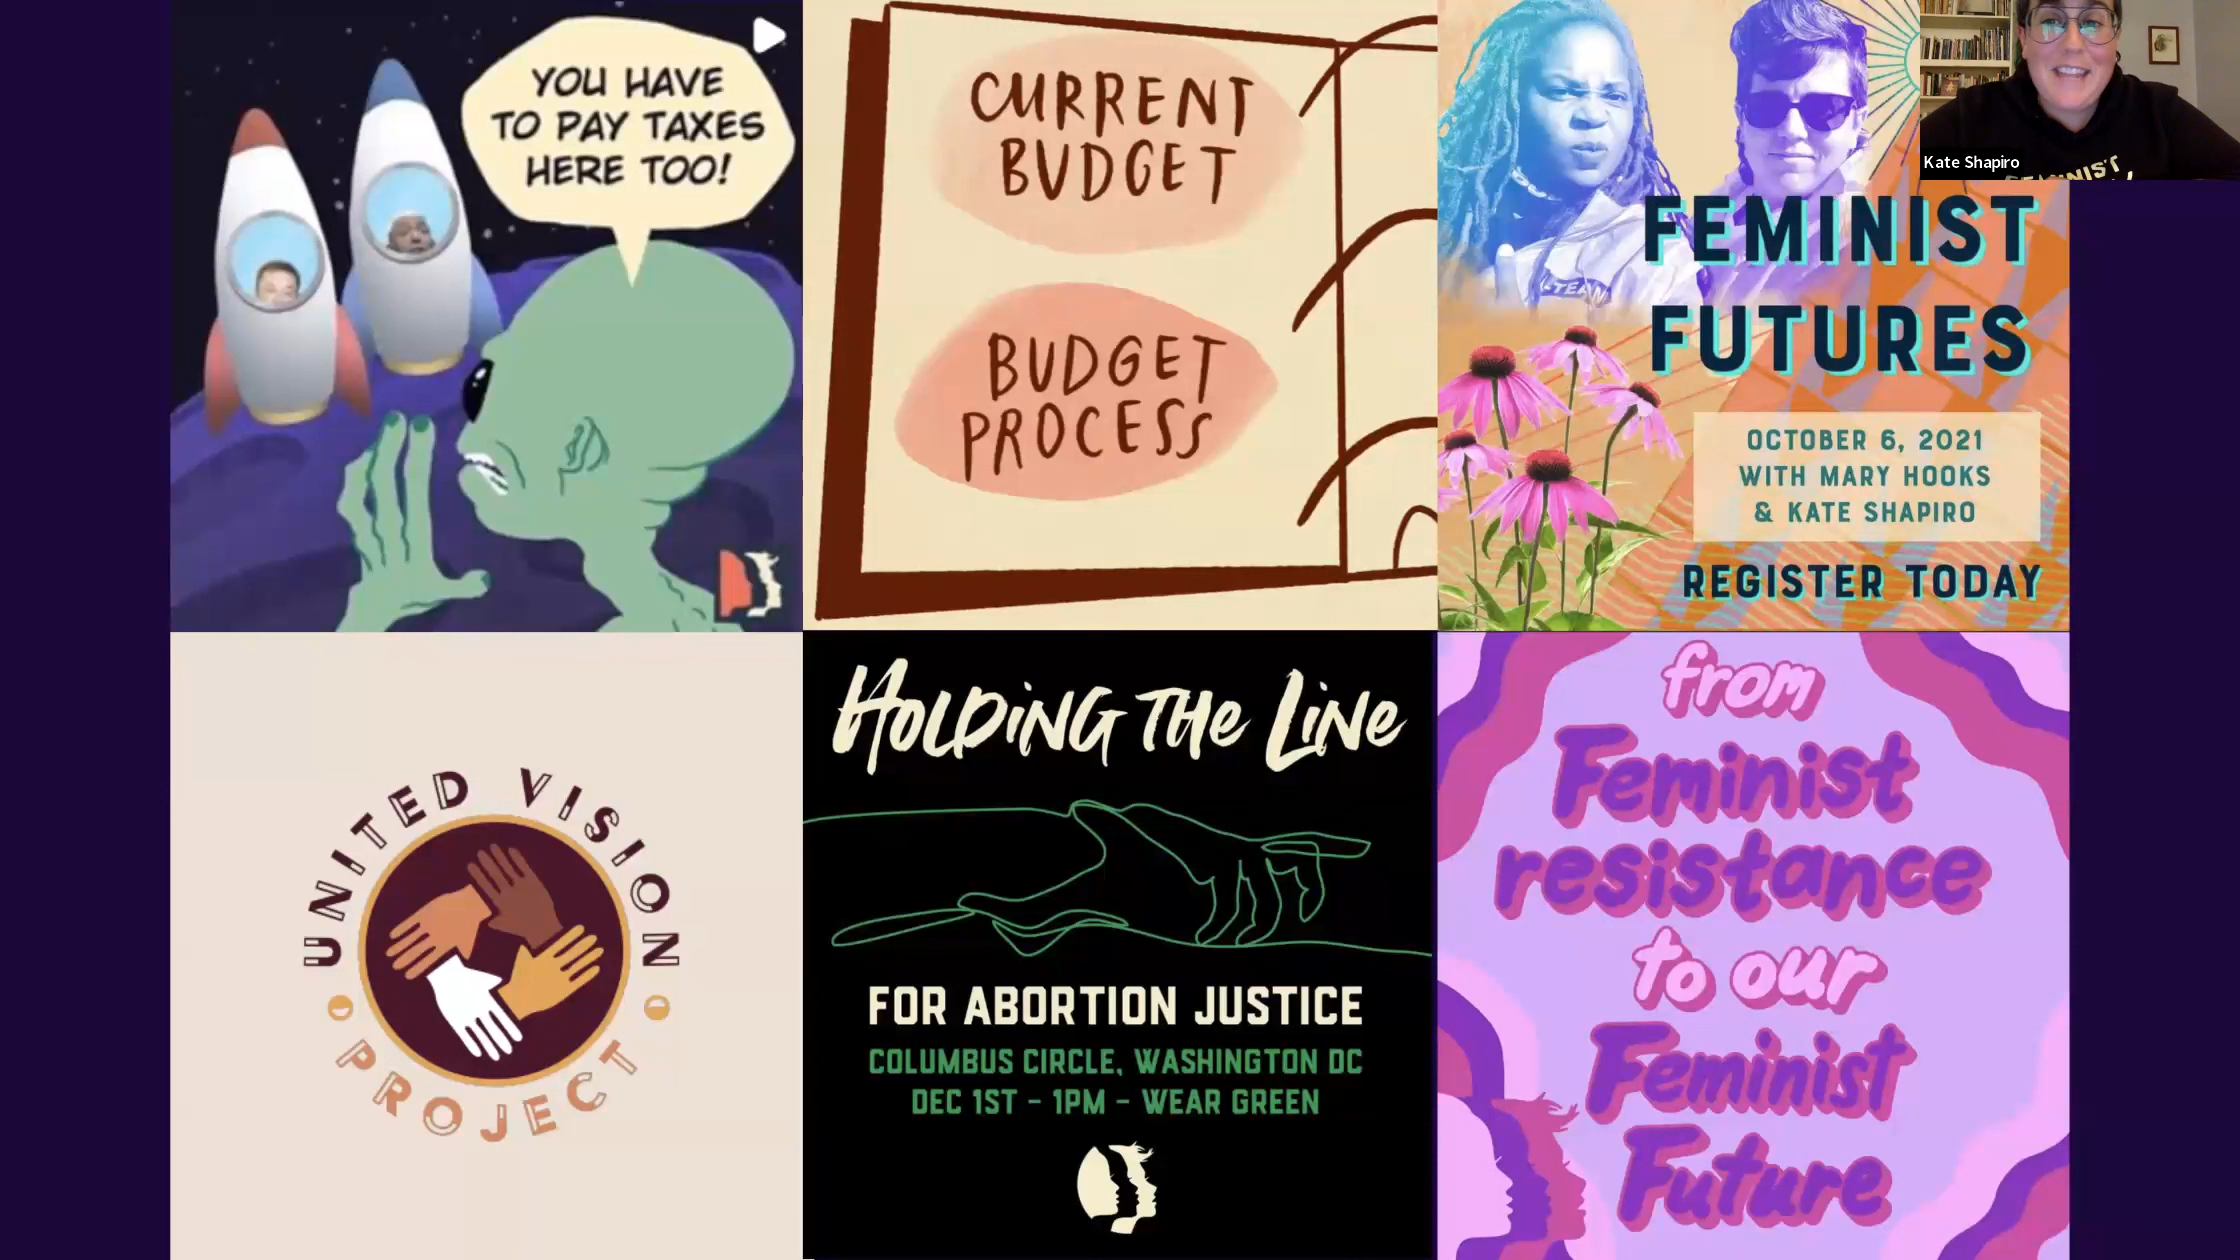 YOU HAVE
TO PAY TAXES
HERE TOO!
CURRENT
BUDGET
BUDGET
PROCESS
FEMINIST
FUTURES
OCTOBER 6, 2021
WITH MARY HOOKS
& KATE SHAPIRO
REGISTER TODAY
Kate Shapiro
UNITED VISION
PROJECT
HOLDING THE LINE
FOR ABORTION JUSTICE
COLUMBUS CIRCLE, WASHINGTON DC
DEC 1ST - 1PM - WEAR GREEN
from
Feminist
resistance
to our
Feminist
Future